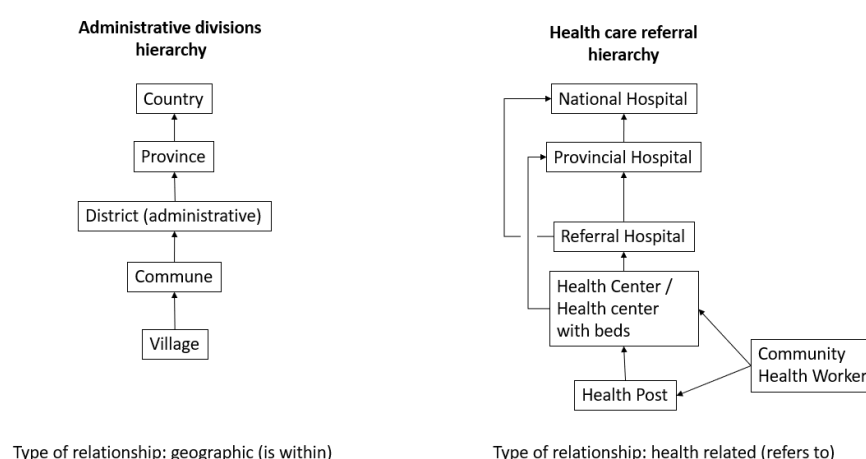 Administrative divisions
hierarchy
Country
Province
District (administrative)
Commune
Village
Type of relationship: geographic (is within)
Health care referral
hierarchy
National Hospital
Provincial Hospital
Referral Hospital
Health Center /
Health center
with beds
Community
Health Worker
Health Post
Type of relationship: health related (refers to)